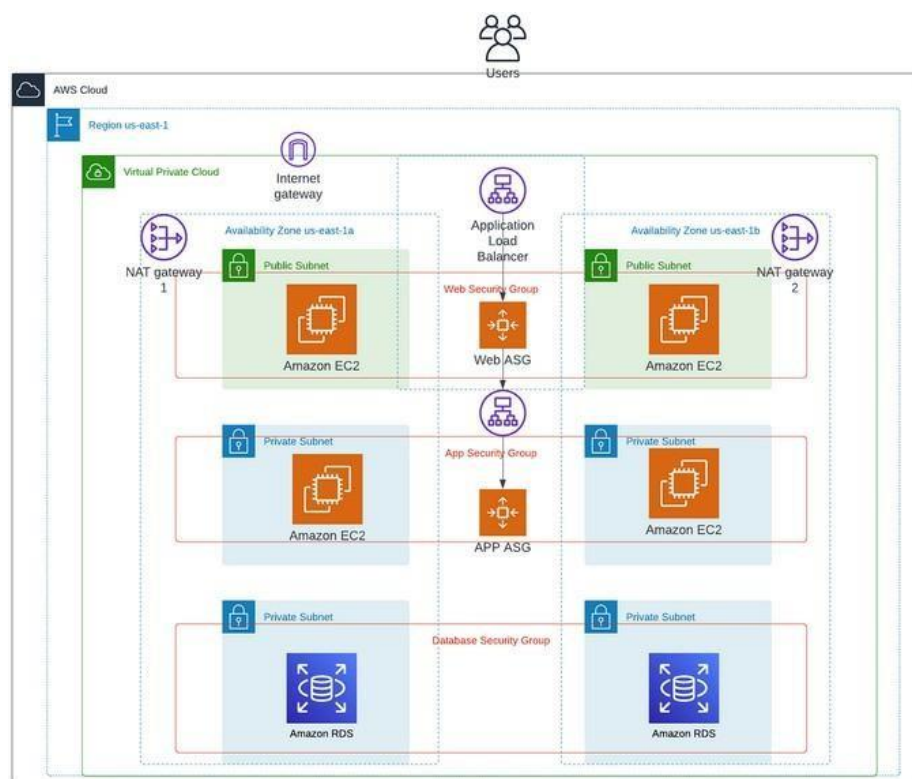 Users
AWS Cloud
Region us-east-1
Virtual Private Cloud
Internet
gateway
Application
Load
Balancer
Availability Zone us-east-1a
Availability Zone us-east-1b
NAT gateway
1
NAT gateway
2
Public Subnet
Public Subnet
Web Security Group
Amazon EC2
Web ASG
Amazon EC2
Private Subnet
Private Subnet
App Security Group
Amazon EC2
APP ASG
Amazon EC2
Private Subnet
Private Subnet
Database Security Group
Amazon RDS
Amazon RDS